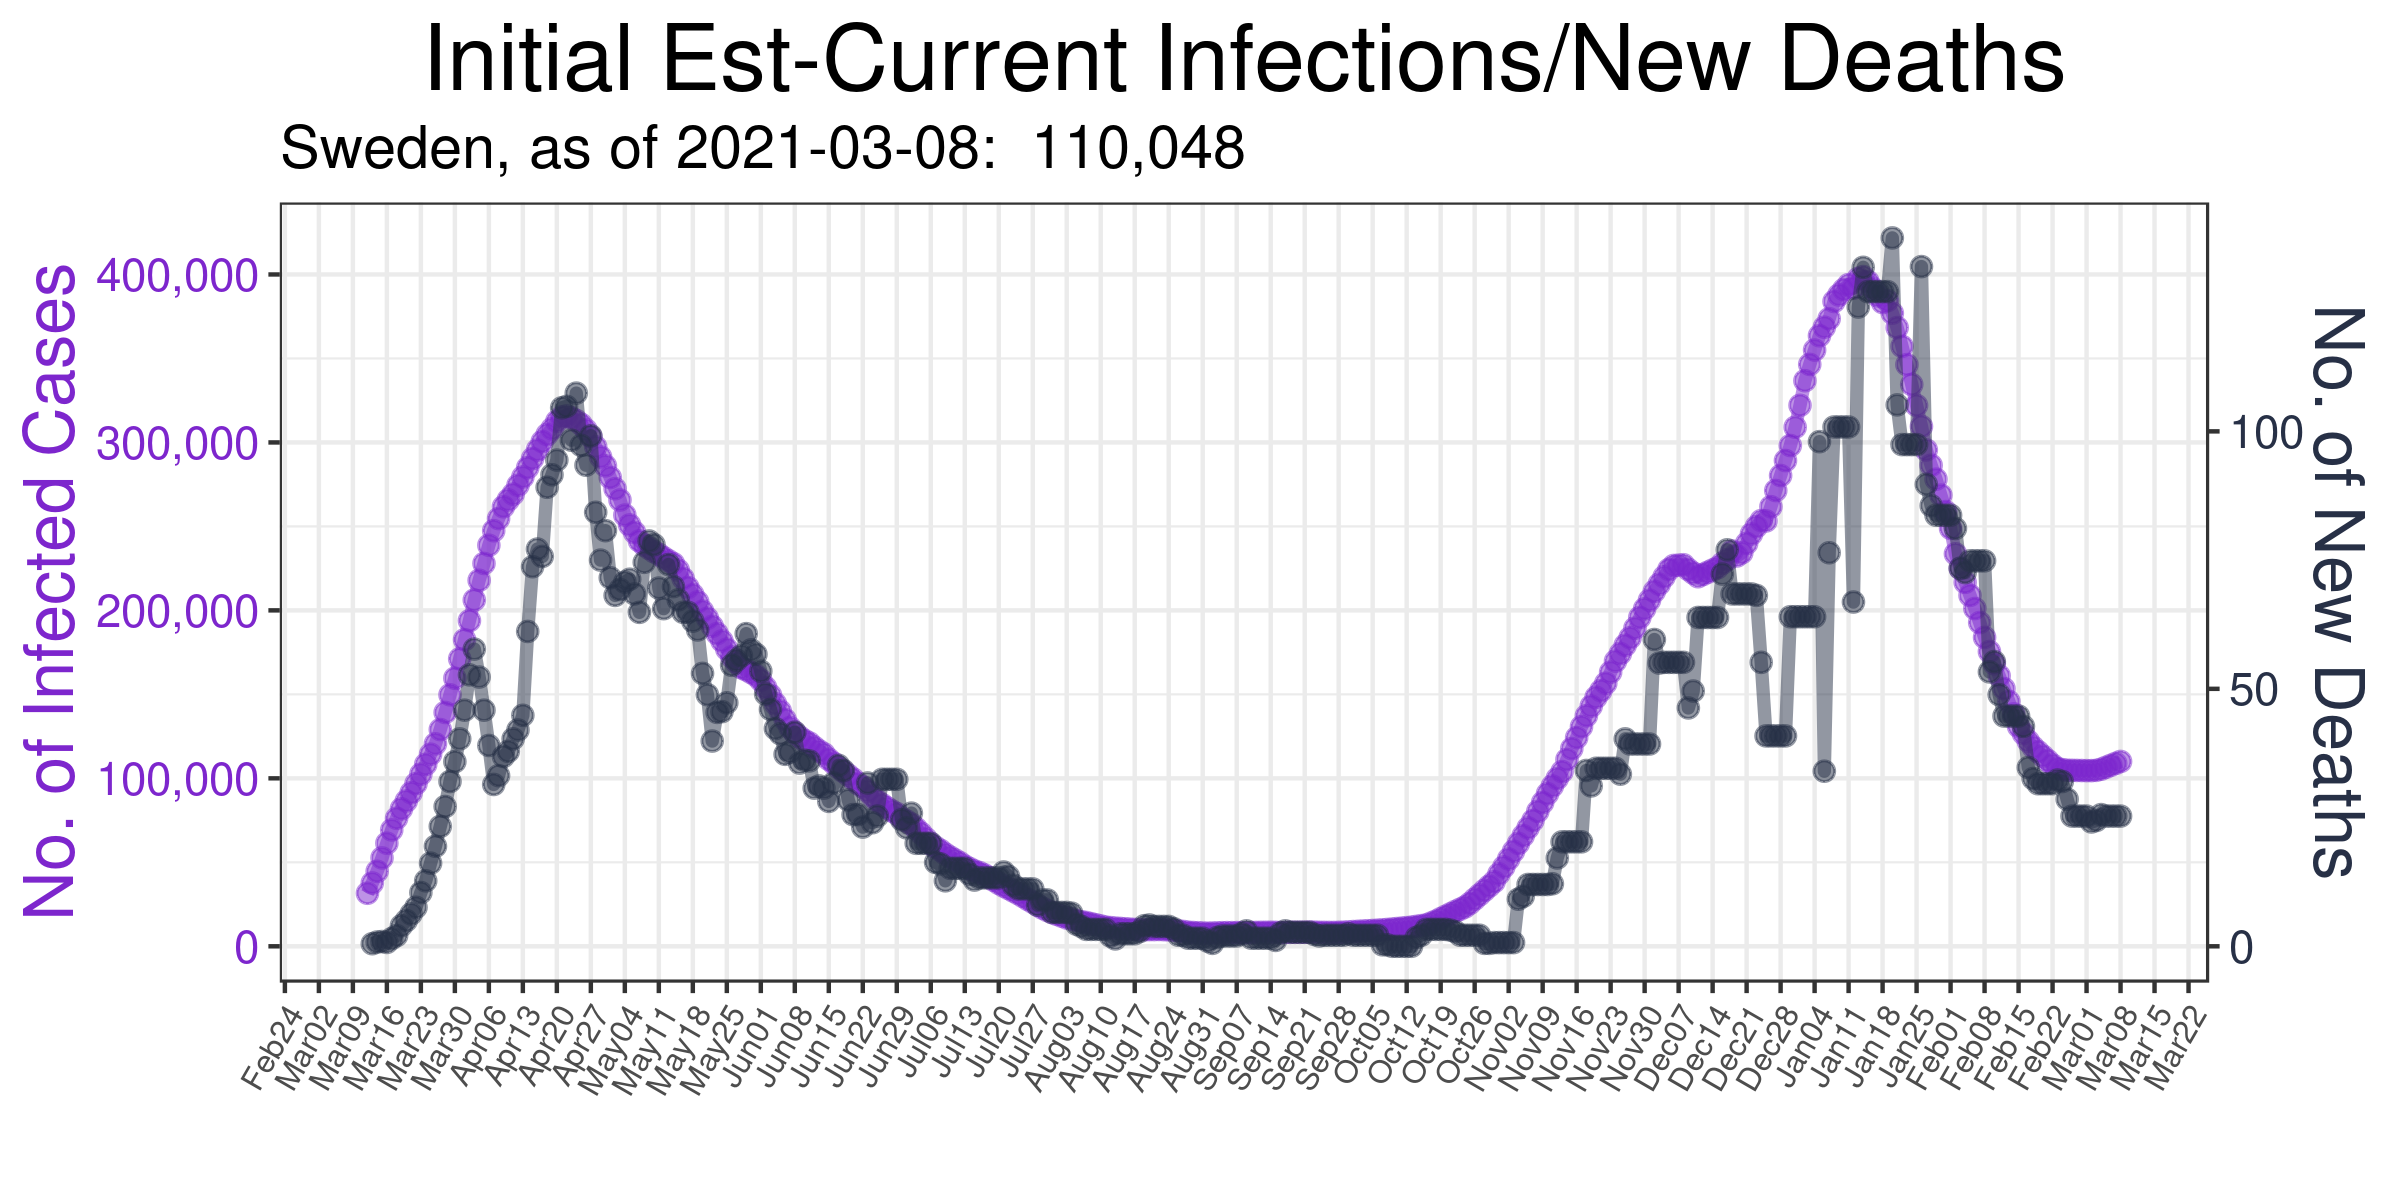 Initial Est-Current Infections/New Deaths
Sweden, as of 2021-03-08:  110,048
No. of Infected Cases
400,000
300,000
200,000
100,000
0
100
50
0
No. of New Deaths
Feb24
Mar02
Mar09
Mar16
Mar23
Mar30
Apr06
Apr13
Apr20
Apr27
May04
May11
May18
May25
Jun01
Jun08
Jun15
Jun22
Jun29
Jul06
Jul13
Jul20
Jul27
Aug03
Aug10
Aug17
Aug24
Aug31
Sep07
Sep14
Sep21
Sep28
Oct05
Oct12
Oct19
Oct26
Nov02
Nov09
Nov16
Nov23
Nov30
Dec07
Dec14
Dec21
Dec28
Jan04
Jan11
Jan18
Jan25
Feb01
Feb08
Feb15
Feb22
Mar01
Mar08
Mar15
Mar22